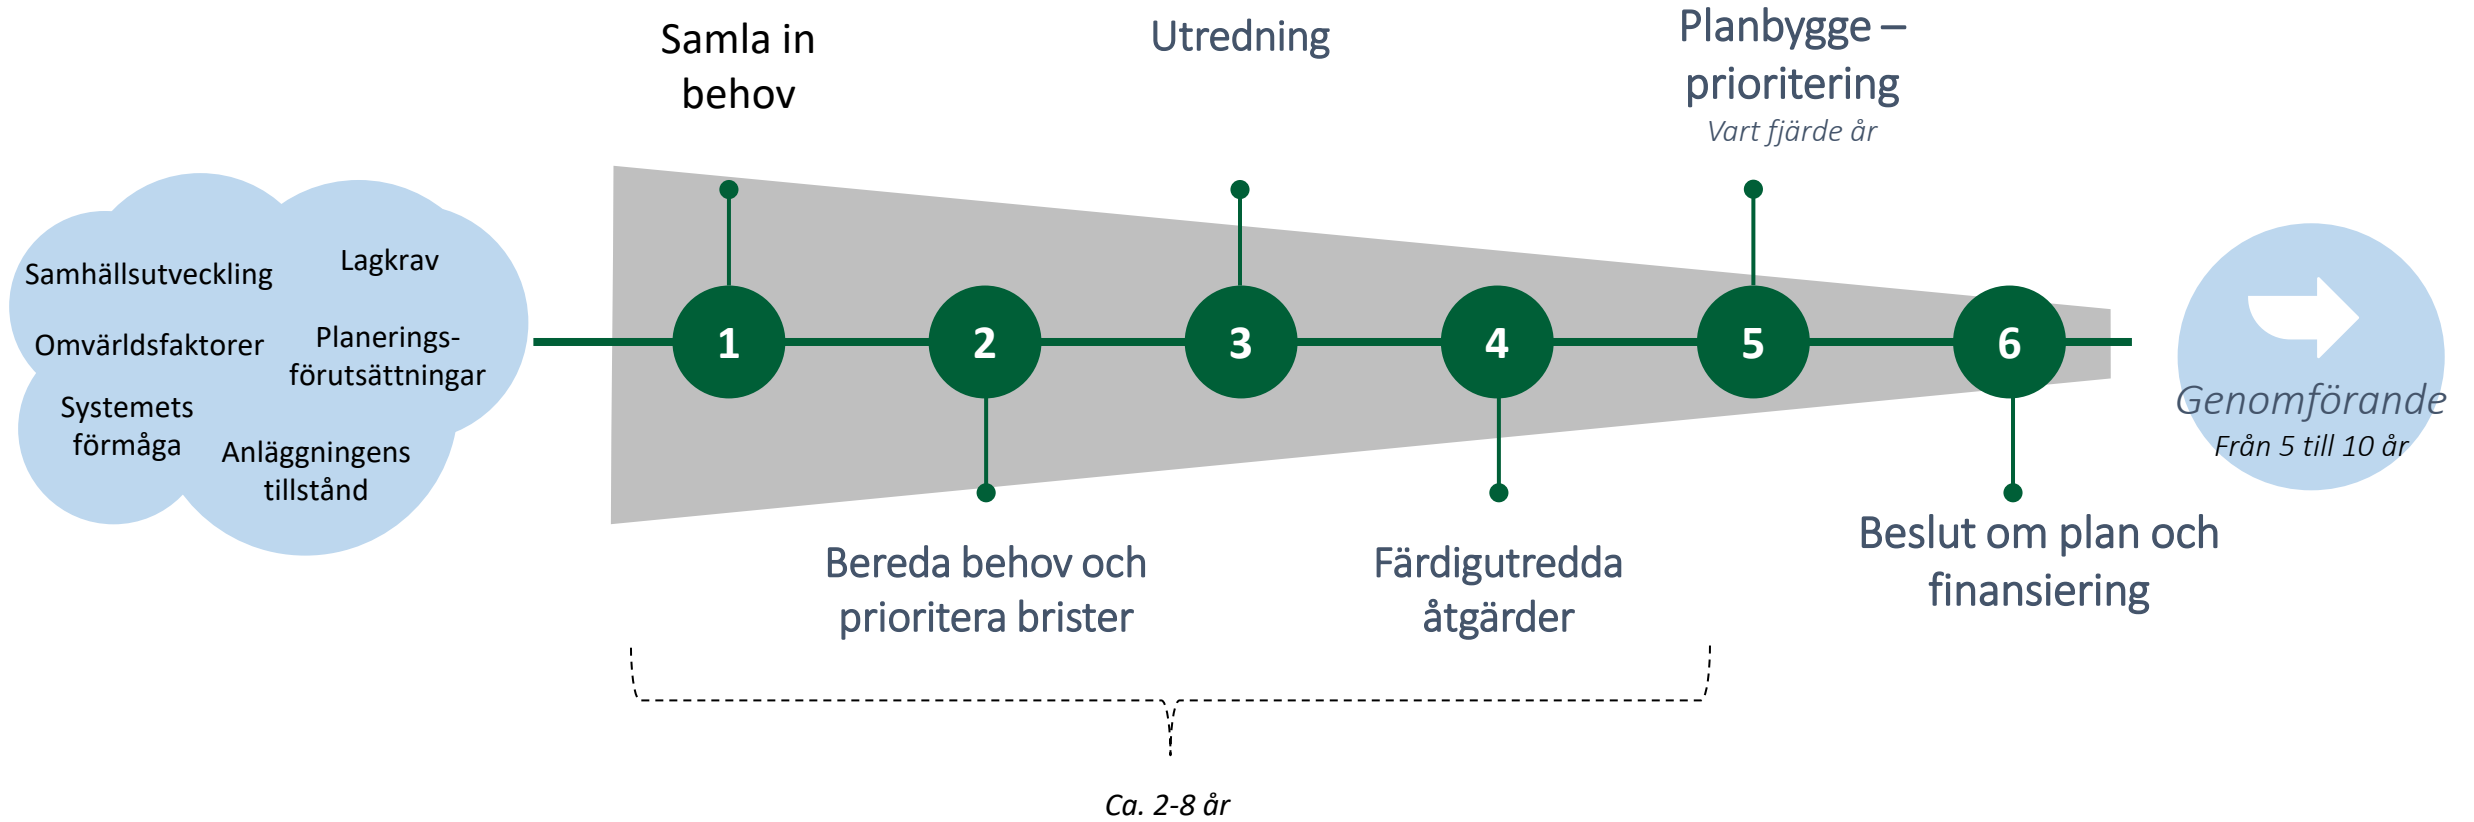 Samla in
behov
Utredning
Planbygge –
prioritering
Vart fjärde år
Samhällsutveckling
Lagkrav
Omvärldsfaktorer
Planerings-
förutsättningar
Systemets
förmåga
Anläggningens
tillstånd
1
2
3
4
5
6
Genomförande
Från 5 till 10 år
Bereda behov och
prioritera brister
Färdigutredda
åtgärder
Beslut om plan och
finansiering
Ca. 2-8 år